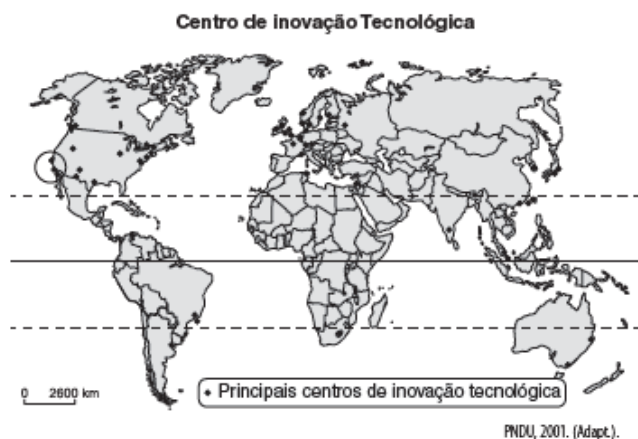 Centro de inovação Tecnológica
0 2600 km
Principais centros de inovação tecnológica
PNDU, 2001. (Adapt.).